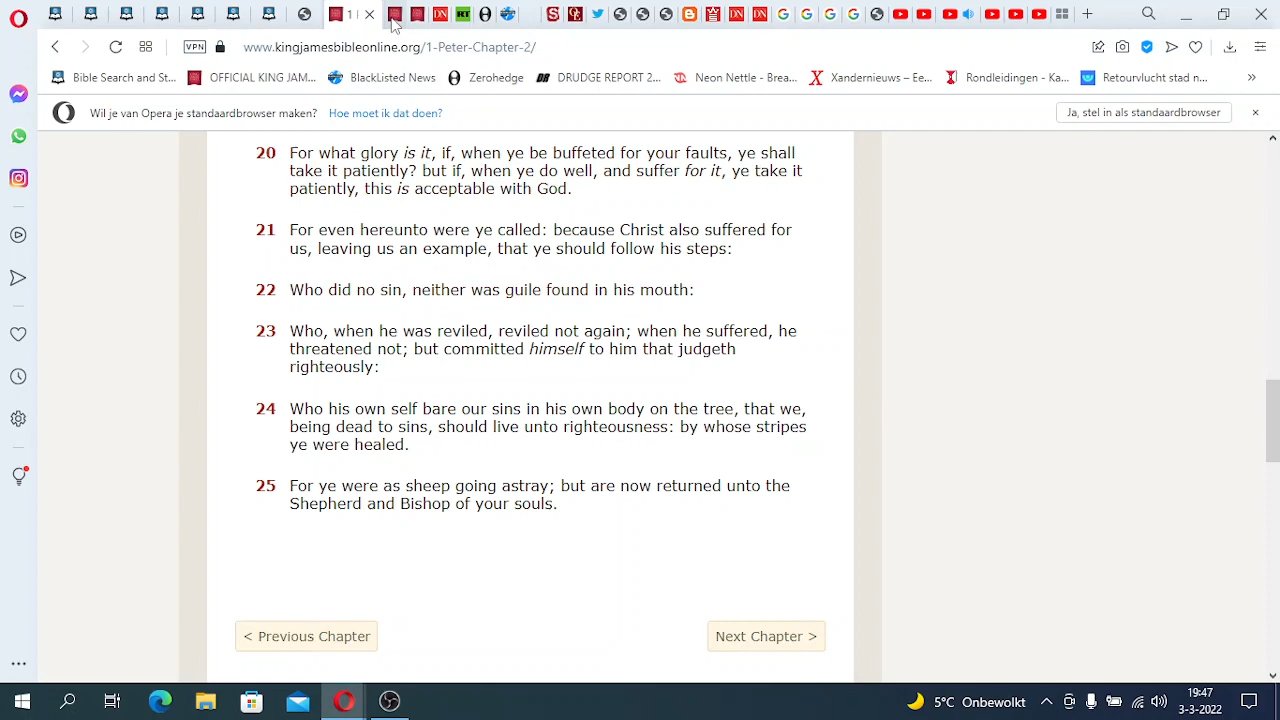 1
www.kingjamesbibleonline.org/1-Peter-Chapter-2/
VPN
Bible Search and St...
OFFICIAL KING JAM...
BlackListed News
Zerohedge
DRUDGE REPORT 2...
Neon Nettle - Brea...
Xandernieuws – Ee...
Rondleidingen - Ka...
Retourvlucht stad n...
Wil je van Opera je standaardbrowser maken?
Hoe moet ik dat doen?
Ja, stel in als standaardbrowser
20 For what glory is it, if, when ye be buffeted for your faults, ye shall
take it patiently? but if, when ye do well, and suffer for it, ye take it
patiently, this is acceptable with God.
21 For even hereunto were ye called: because Christ also suffered for
us, leaving us an example, that ye should follow his steps:
22 Who did no sin, neither was guile found in his mouth:
23 Who, when he was reviled, reviled not again; when he suffered, he
threatened not; but committed himself to him that judgeth
righteously:
24 Who his own self bare our sins in his own body on the tree, that we,
being dead to sins, should live unto righteousness: by whose stripes
ye were healed.
25 For ye were as sheep going astray; but are now returned unto the
Shepherd and Bishop of your souls.
< Previous Chapter
Next Chapter >
5°C Onbewolkt
19:47
3-3-2022